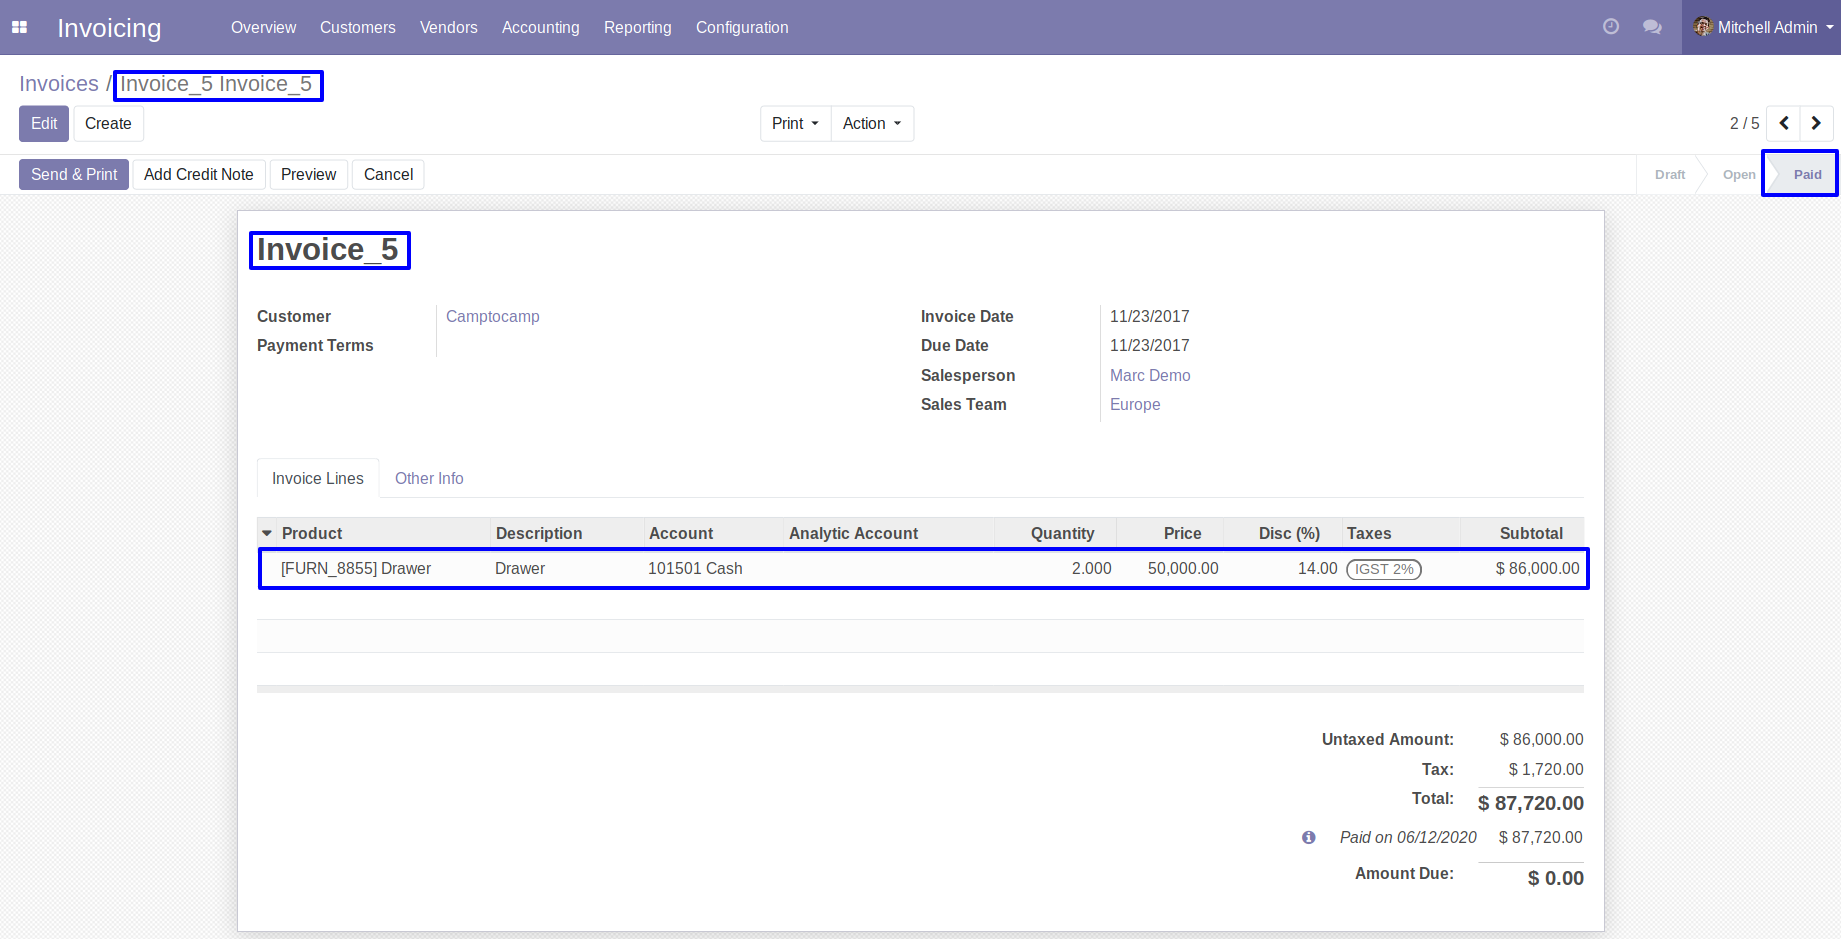 Invoicing Overview Customers Vendors Accounting Reporting Configuration Mitchell Admin
Invoices / Invoice_5 Invoice_5
Edit Create Print Action 2 / 5
Send & Print Add Credit Note Preview Cancel Draft Open Paid
Invoice_5
Customer Camptocamp Invoice Date 11/23/2017
Payment Terms Due Date 11/23/2017
Salesperson Marc Demo
Sales Team Europe
Invoice Lines Other Info
Product Description Account Analytic Account Quantity Price Disc (%) Taxes Subtotal
[FURN_8855] Drawer Drawer 101501 Cash 2.000 50,000.00 14.00 IGST 2% $ 86,000.00
Untaxed Amount: $ 86,000.00
Tax: $ 1,720.00
Total: $ 87,720.00
Paid on 06/12/2020 $ 87,720.00
Amount Due: $ 0.00